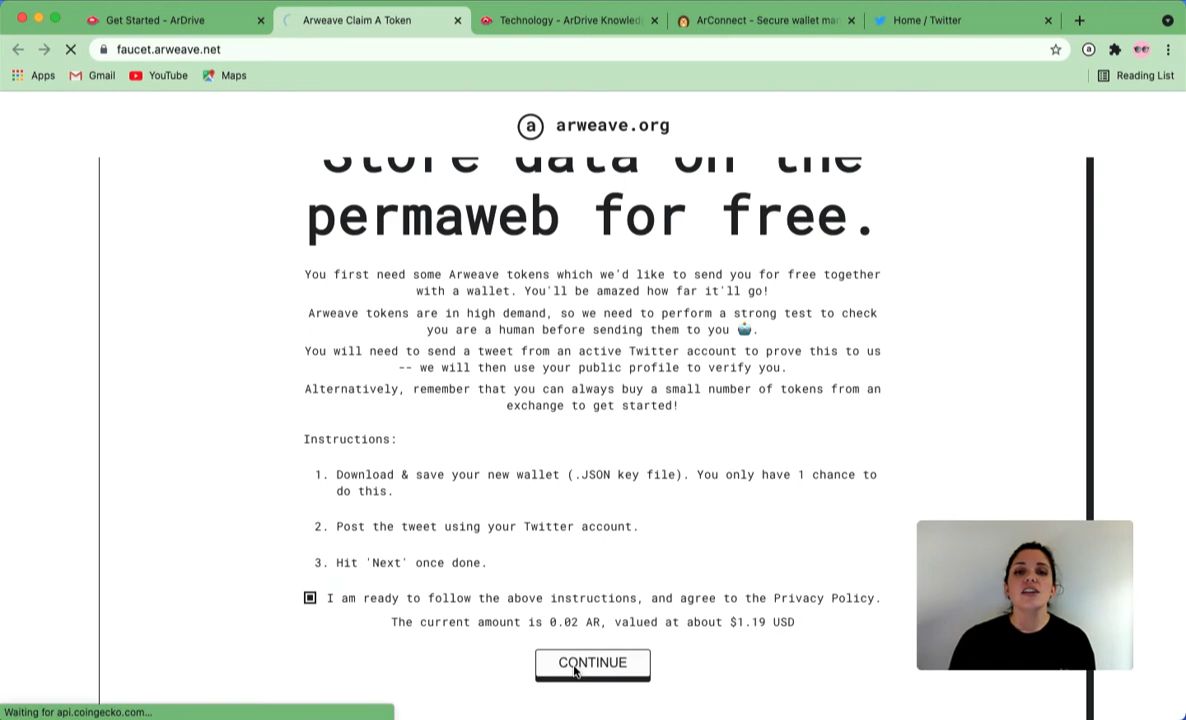 Get Started - ArDrive
Arweave Claim A Token
Technology - ArDrive Knowled
ArConnect - Secure wallet mar
Home / Twitter
faucet.arweave.net
Apps
Gmail
YouTube
Maps
Reading List
a arweave.org
Store data on the
permaweb for free.
You first need some Arweave tokens which we'd like to send you for free together
with a wallet. You'll be amazed how far it'll go!
Arweave tokens are in high demand, so we need to perform a strong test to check
you are a human before sending them to you 🤖.
You will need to send a tweet from an active Twitter account to prove this to us
-- we will then use your public profile to verify you.
Alternatively, remember that you can always buy a small number of tokens from an
exchange to get started!
Instructions:
1. Download & save your new wallet (.JSON key file). You only have 1 chance to
do this.
2. Post the tweet using your Twitter account.
3. Hit 'Next' once done.
I am ready to follow the above instructions, and agree to the Privacy Policy.
The current amount is 0.02 AR, valued at about $1.19 USD
CONTINUE
Waiting for api.coingecko.com...